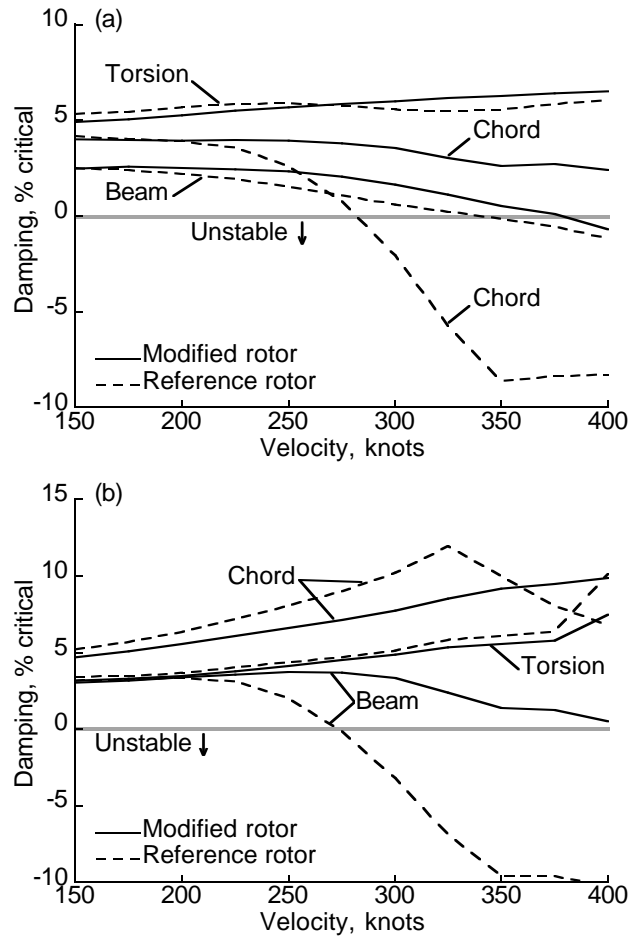 (a)
10
5
0
-5
-10
Damping, % critical
Torsion
Chord
Beam
Unstable
Chord
Modified rotor
Reference rotor
150 200 250 300 350 400
Velocity, knots
(b)
15
10
5
0
-5
-10
Damping, % critical
Chord
Torsion
Beam
Unstable
Modified rotor
Reference rotor
150 200 250 300 350 400
Velocity, knots